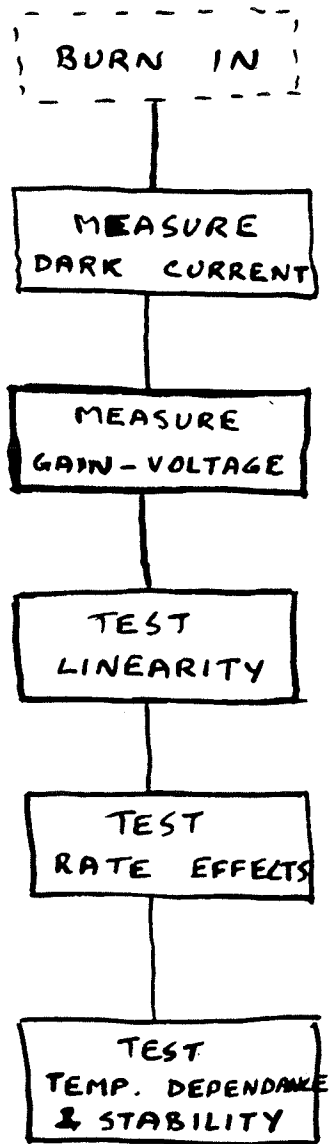 BURN IN
MEASURE
DARK CURRENT
MEASURE
GAIN-VOLTAGE
TEST
LINEARITY
TEST
RATE EFFECTS
TEST
TEMP. DEPENDANCE
& STABILITY